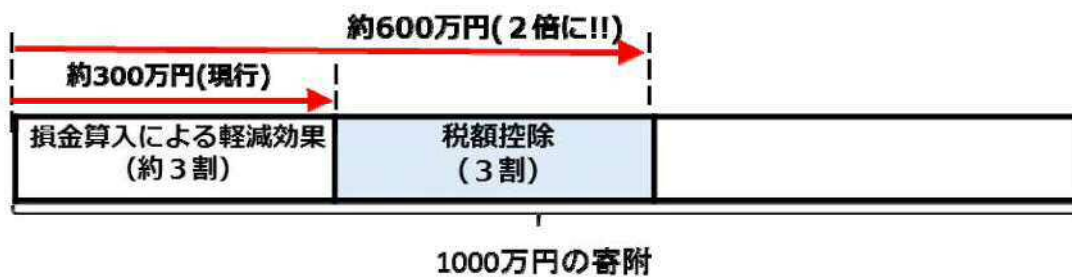 約600万円(２倍に!!)
約300万円(現行)
損金算入による軽減効果
(約３割)
税額控除
(３割)
1000万円の寄附